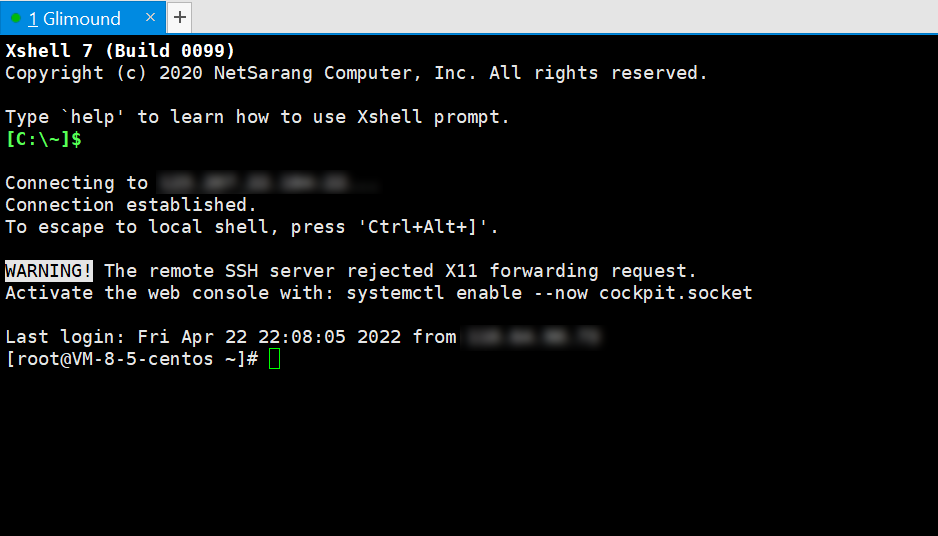 1 Glimound × +
Xshell 7 (Build 0099)
Copyright (c) 2020 NetSarang Computer, Inc. All rights reserved.
Type `help' to learn how to use Xshell prompt.
[C:\~]$
Connecting to
Connection established.
To escape to local shell, press 'Ctrl+Alt+]'.
WARNING! The remote SSH server rejected X11 forwarding request.
Activate the web console with: systemctl enable --now cockpit.socket
Last login: Fri Apr 22 22:08:05 2022 from
[root@VM-8-5-centos ~]#